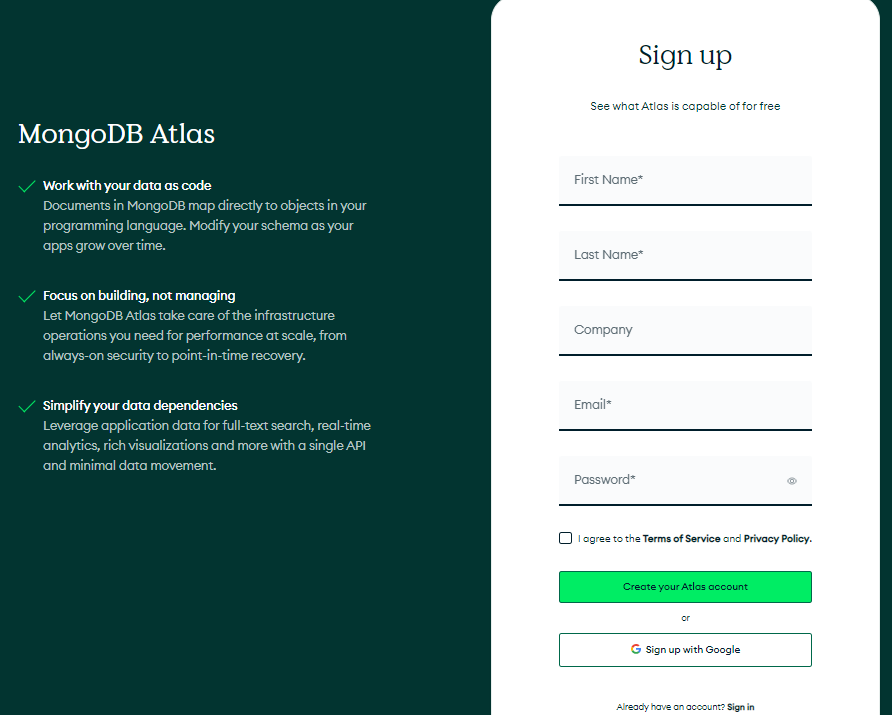 MongoDB Atlas
Work with your data as code
Documents in MongoDB map directly to objects in your
programming language. Modify your schema as your
apps grow over time.
Focus on building, not managing
Let MongoDB Atlas take care of the infrastructure
operations you need for performance at scale, from
always-on security to point-in-time recovery.
Simplify your data dependencies
Leverage application data for full-text search, real-time
analytics, rich visualizations and more with a single API
and minimal data movement.
Sign up
See what Atlas is capable of for free
First Name*
Last Name*
Company
Email*
Password*
I agree to the Terms of Service and Privacy Policy.
Create your Atlas account
or
Sign up with Google
Already have an account? Sign in